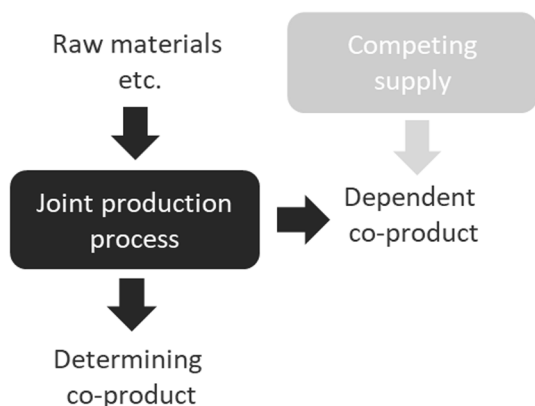 Raw materials
etc.
Competing
supply
Joint production
process
Dependent
co-product
Determining
co-product